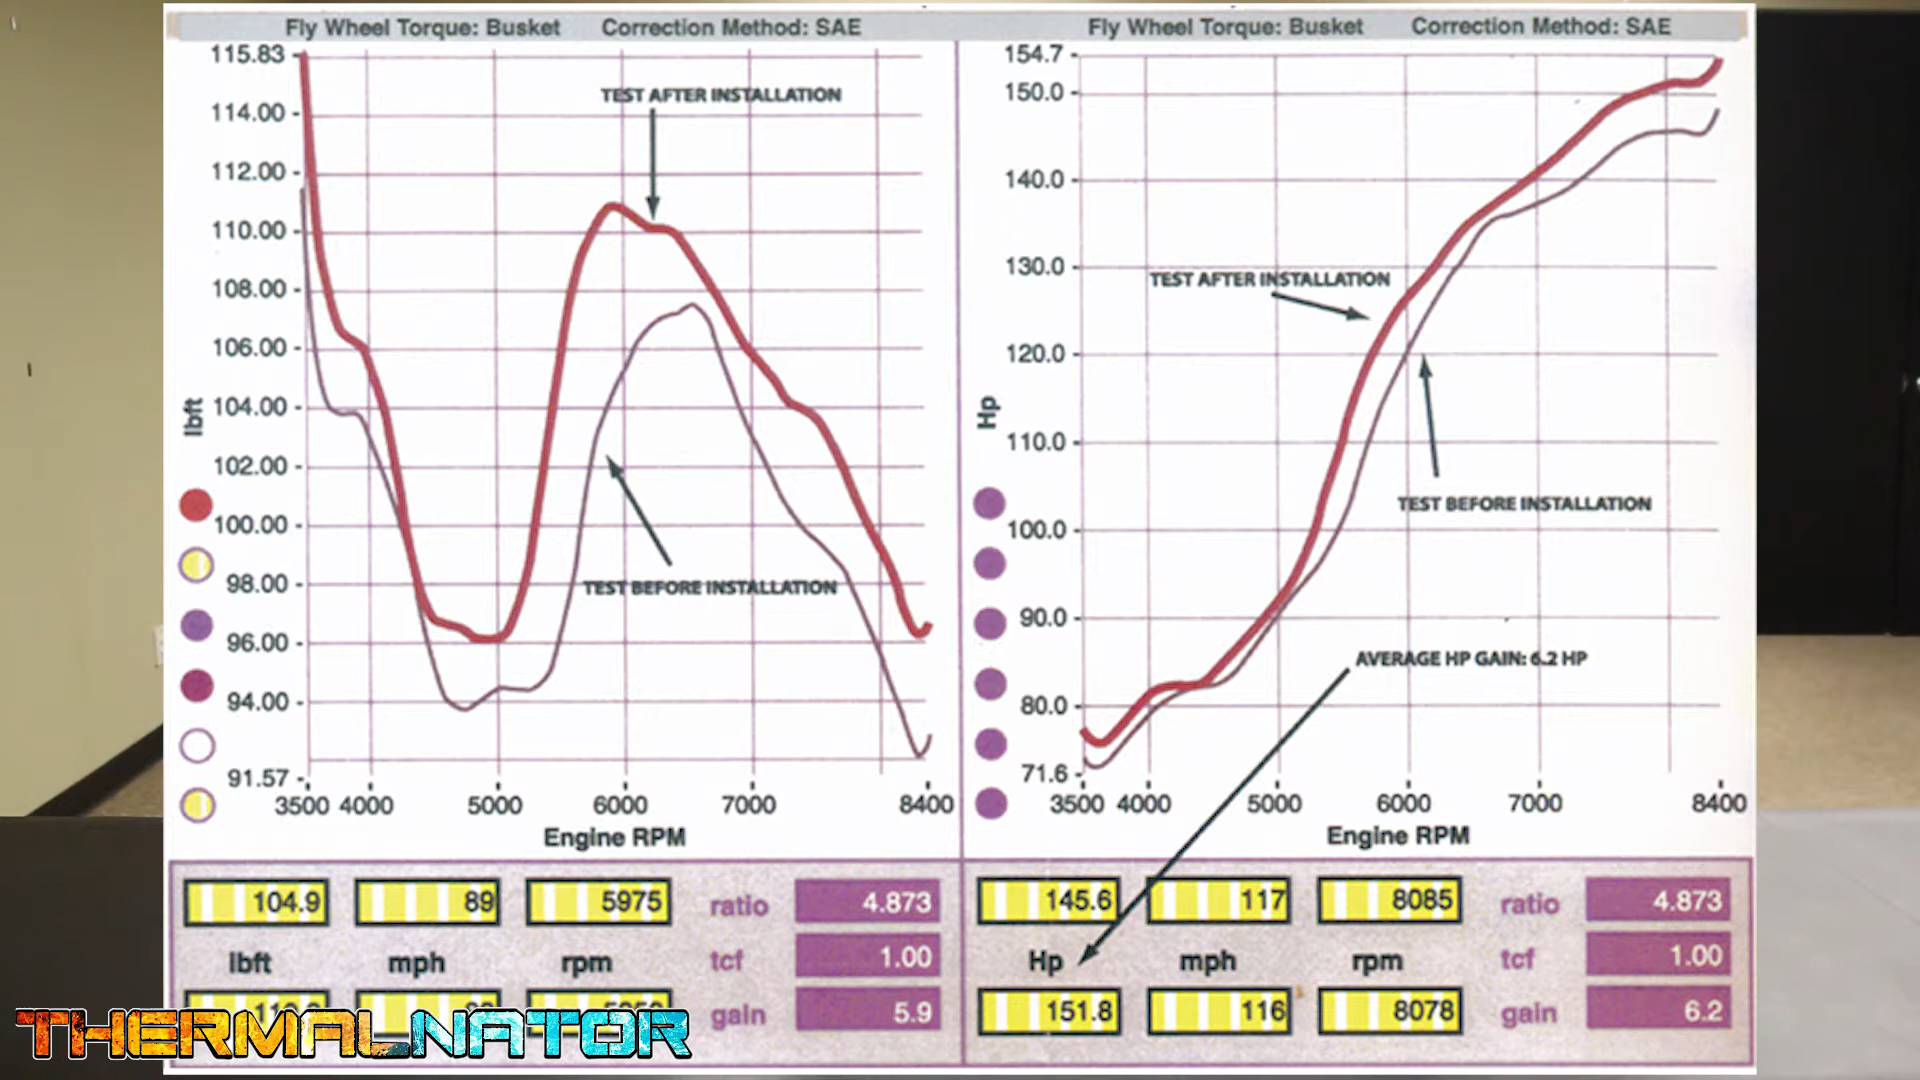 Fly Wheel Torque: Busket Correction Method: SAE
115.83
114.00
112.00
110.00
108.00
106.00
104.00
102.00
100.00
98.00
96.00
94.00
91.57
lbft
TEST AFTER INSTALLATION
TEST BEFORE INSTALLATION
3500 4000 5000 6000 7000 8400
Engine RPM
104.9 89 5975 ratio 4.873
lbft mph rpm tcf 1.00
gain 5.9
Fly Wheel Torque: Busket Correction Method: SAE
154.7
150.0
140.0
130.0
120.0
110.0
100.0
90.0
80.0
71.6
Hp
TEST AFTER INSTALLATION
TEST BEFORE INSTALLATION
AVERAGE HP GAIN: 6.2 HP
3500 4000 5000 6000 7000 8400
Engine RPM
145.6 117 8085 ratio 4.873
Hp mph rpm tcf 1.00
151.8 116 8078 gain 6.2
THERMALNATOR